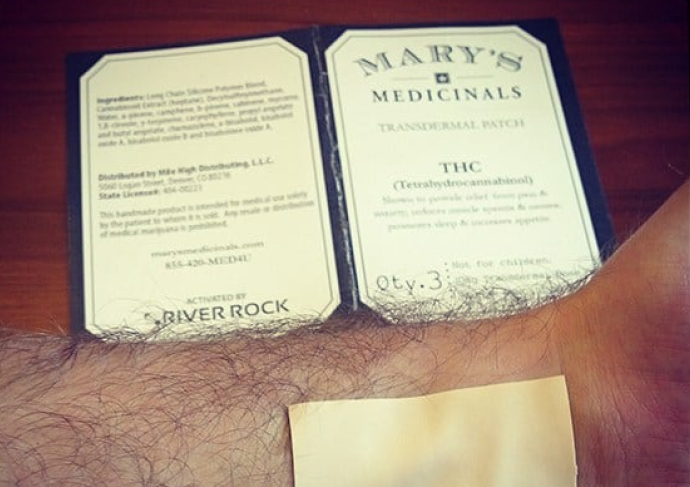 Ingredients: Long Chain Silicone Polymer Blend,
Cannabinoid Extract (heptane), Decylmethylsulfoxide,
Water, a-pinene, camphene, b-pinene, sabinene, myrcene,
1,8-cineole, y-terpinene, caryophyllene, propyl angelate
and butyl angelate, chamazulene, a-bisabolol, bisabolol
oxide A, bisabolol oxide B and bisabolone oxide A.
Distributed by Mile High Distributing, L.L.C.
5060 Logan Street, Denver, CO 80216
State License#: 404-00223
This handmade product is intended for medical use solely
by the patient to whom it is sold. Any resale or distribution
of medical marijuana is prohibited.
marysmedicinals.com
855-420-MED4U
ACTIVATED BY
RIVER ROCK
MARY'S
MEDICINALS
TRANSDERMAL PATCH
THC
(Tetrahydrocannabinol)
Shown to provide relief from pain &
anxiety; reduces muscle spasms & nausea;
promotes sleep & increases appetite.
Qty. 3
Not for children.
Transdermal